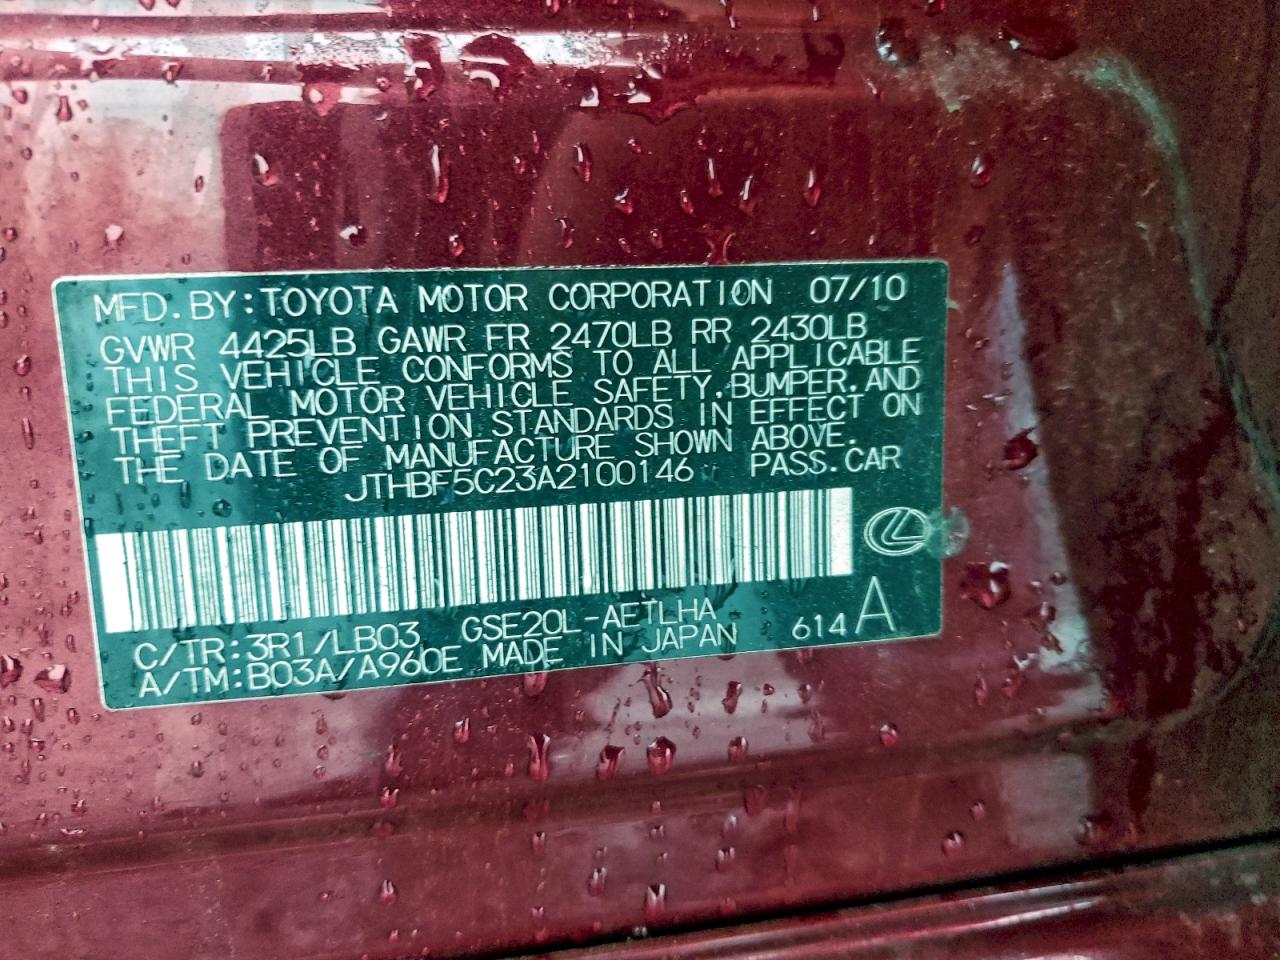 MFD. BY: TOYOTA MOTOR CORPORATION 07/10
GVWR 4425LB GAWR FR 2470LB RR 2430LB
THIS VEHICLE CONFORMS TO ALL APPLICABLE
FEDERAL MOTOR VEHICLE SAFETY, BUMPER, AND
THEFT PREVENTION STANDARDS IN EFFECT ON
THE DATE OF MANUFACTURE SHOWN ABOVE.
JTHBF5C23A2100146 PASS. CAR
C/TR: 3R1/LB03 GSE20L-AETLHA
A/TM: B03A/A960E MADE IN JAPAN 614 A